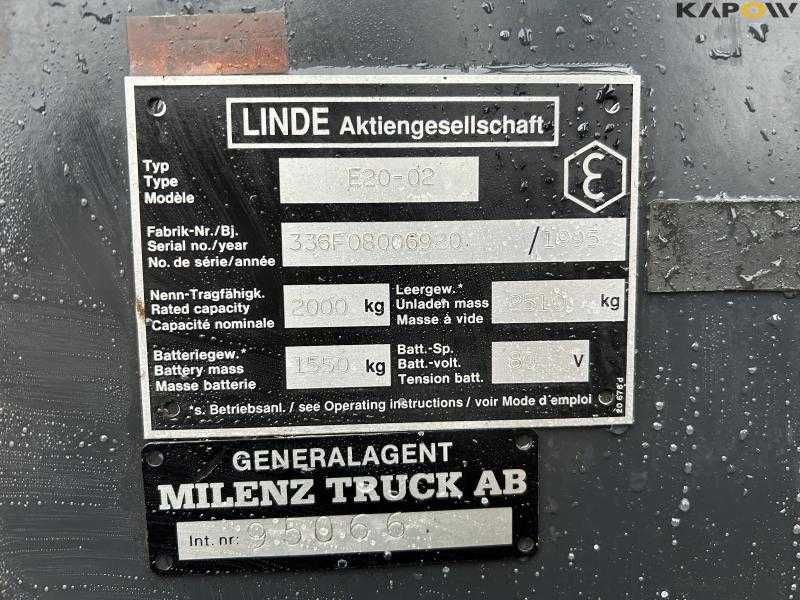 KAPOW
LINDE Aktiengesellschaft
Typ
Type
Modèle
E20-02
Fabrik-Nr./Bj.
Serial no./year
No. de série/année
336F08006920 /1995
Nenn-Tragfähigk.
Rated capacity
Capacité nominale
2000 kg
Leergew.*
Unladen mass
Masse à vide
kg
Batteriegew.*
Battery mass
Masse batterie
1550 kg
Batt.-Sp.
Batt.-volt.
Tension batt.
V
*s. Betriebsanl. / see Operating instructions / voir Mode d'emploi
20 676 d
GENERALAGENT
MILENZ TRUCK AB
Int. nr: 95066